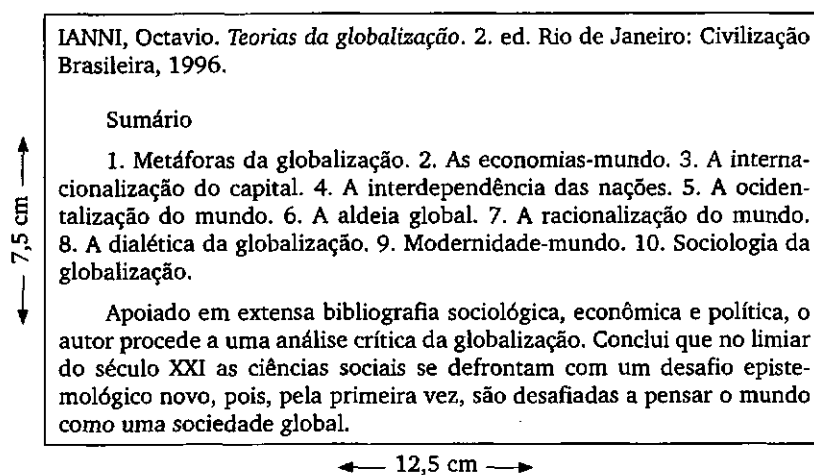 IANNI, Octavio. Teorias da globalização. 2. ed. Rio de Janeiro: Civilização
Brasileira, 1996.
Sumário
1. Metáforas da globalização. 2. As economias-mundo. 3. A interna-
cionalização do capital. 4. A interdependência das nações. 5. A ociden-
talização do mundo. 6. A aldeia global. 7. A racionalização do mundo.
8. A dialética da globalização. 9. Modernidade-mundo. 10. Sociologia da
globalização.
Apoiado em extensa bibliografia sociológica, econômica e política, o
autor procede a uma análise crítica da globalização. Conclui que no limiar
do século XXI as ciências sociais se defrontam com um desafio episte-
mológico novo, pois, pela primeira vez, são desafiadas a pensar o mundo
como uma sociedade global.
7,5 cm
12,5 cm